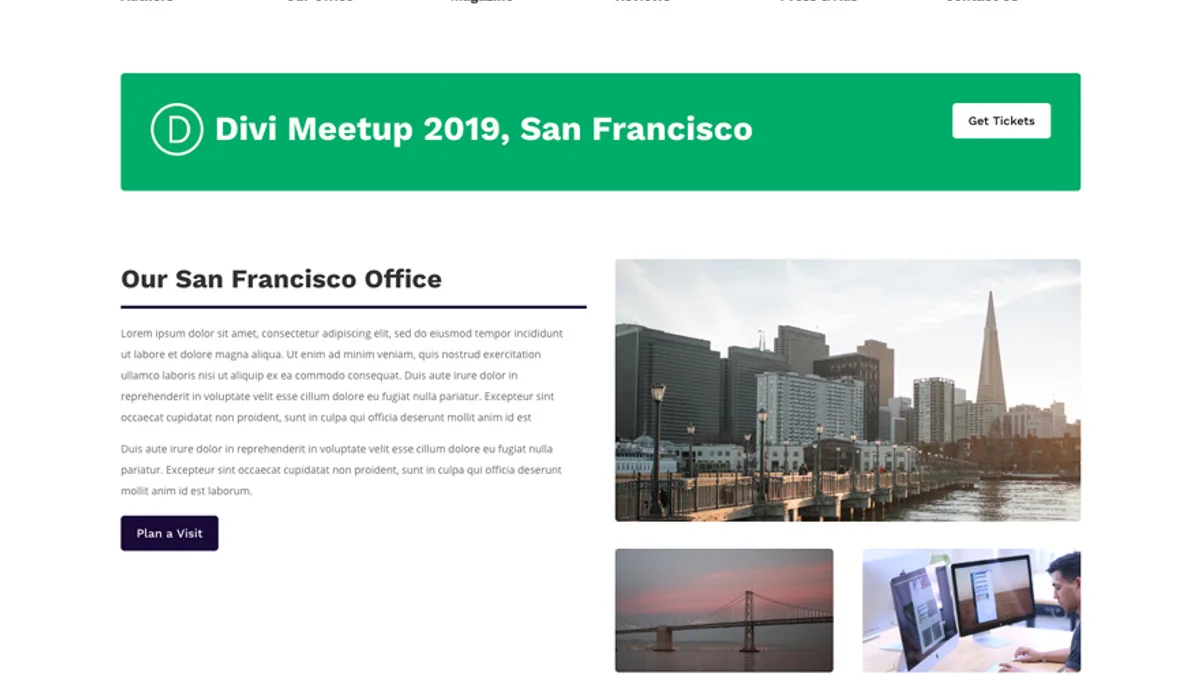 Divi Meetup 2019, San Francisco
Get Tickets
Our San Francisco Office
Lorem ipsum dolor sit amet, consectetur adipiscing elit, sed do eiusmod tempor incididunt
ut labore et dolore magna aliqua. Ut enim ad minim veniam, quis nostrud exercitation
ullamco laboris nisi ut aliquip ex ea commodo consequat. Duis aute irure dolor in
reprehenderit in voluptate velit esse cillum dolore eu fugiat nulla pariatur. Excepteur sint
occaecat cupidatat non proident, sunt in culpa qui officia deserunt mollit anim id est
Duis aute irure dolor in reprehenderit in voluptate velit esse cillum dolore eu fugiat nulla
pariatur. Excepteur sint occaecat cupidatat non proident, sunt in culpa qui officia deserunt
mollit anim id est laborum.
Plan a Visit